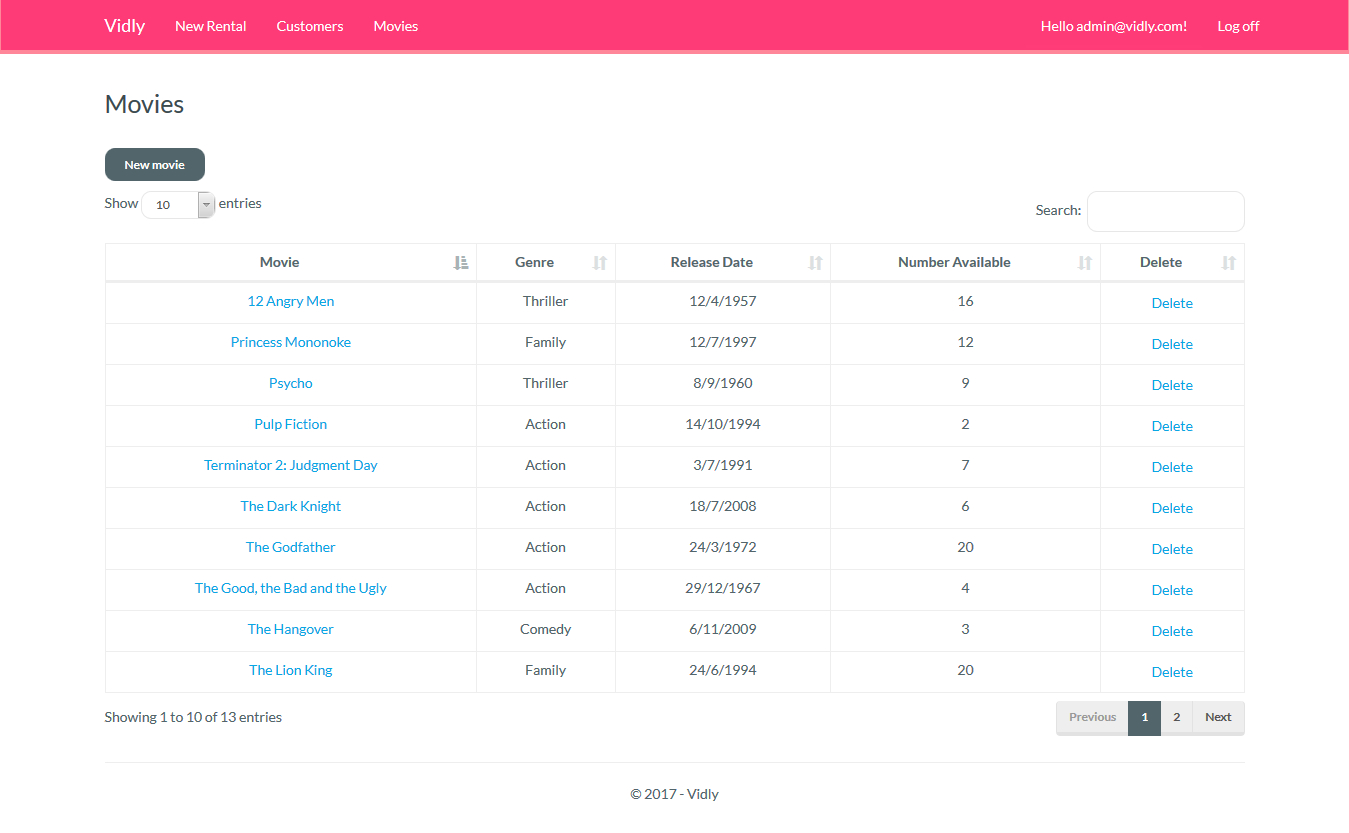 Vidly New Rental Customers Movies Hello admin@vidly.com! Log off
Movies
New movie
Show 10 entries Search:
Movie Genre Release Date Number Available Delete
12 Angry Men Thriller 12/4/1957 16 Delete
Princess Mononoke Family 12/7/1997 12 Delete
Psycho Thriller 8/9/1960 9 Delete
Pulp Fiction Action 14/10/1994 2 Delete
Terminator 2: Judgment Day Action 3/7/1991 7 Delete
The Dark Knight Action 18/7/2008 6 Delete
The Godfather Action 24/3/1972 20 Delete
The Good, the Bad and the Ugly Action 29/12/1967 4 Delete
The Hangover Comedy 6/11/2009 3 Delete
The Lion King Family 24/6/1994 20 Delete
Showing 1 to 10 of 13 entries Previous 1 2 Next
© 2017 - Vidly